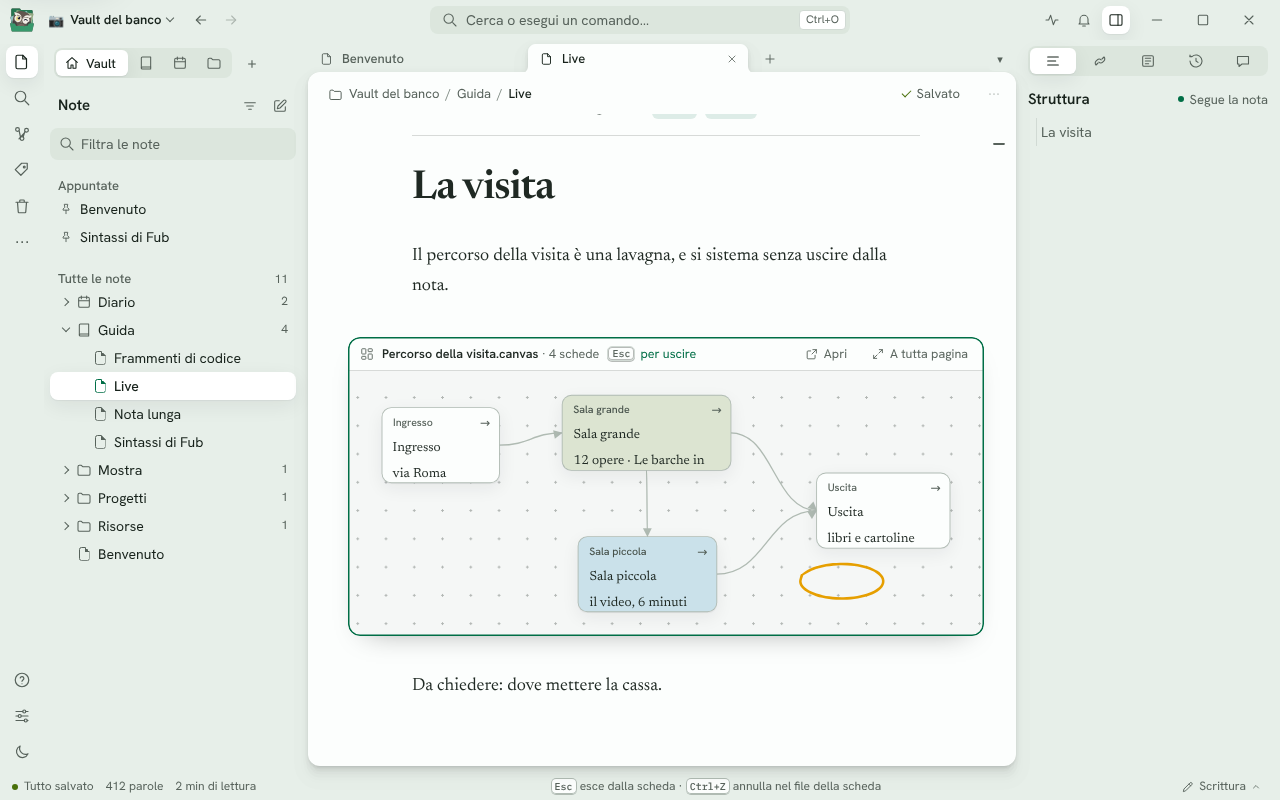 Vault del banco
Cerca o esegui un comando...
Ctrl+O
Vault
Note
Filtra le note
Appuntate
Benvenuto
Sintassi di Fub
Tutte le note 11
Diario 2
Guida 4
Frammenti di codice
Live
Nota lunga
Sintassi di Fub
Mostra 1
Progetti 1
Risorse 1
Benvenuto
Benvenuto
Live
Vault del banco / Guida / Live
Salvato
La visita
Il percorso della visita è una lavagna, e si sistema senza uscire dalla
nota.
Percorso della visita.canvas · 4 schede Esc per uscire
Apri
A tutta pagina
Ingresso →
Ingresso
via Roma
Sala grande →
Sala grande
12 opere · Le barche in
Sala piccola →
Sala piccola
il video, 6 minuti
Uscita →
Uscita
libri e cartoline
Da chiedere: dove mettere la cassa.
Struttura
Segue la nota
La visita
Tutto salvato 412 parole 2 min di lettura
Esc esce dalla scheda · Ctrl+Z annulla nel file della scheda
Scrittura